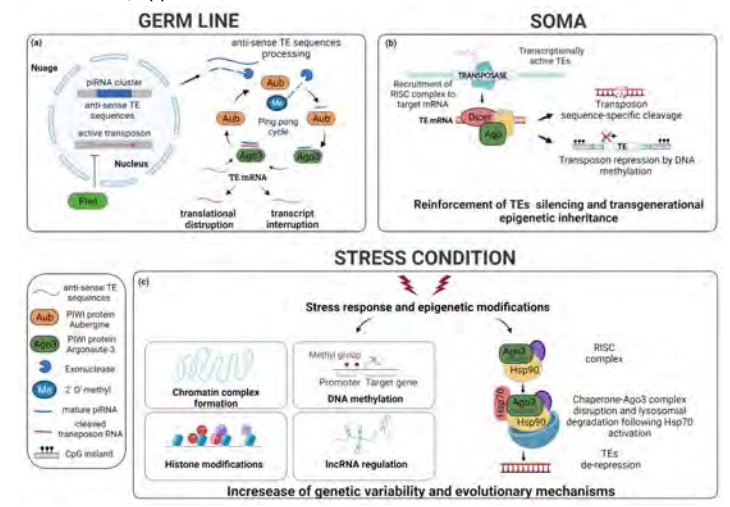 GERM LINE
(a)
Nuage
piRNA cluster
anti-sense TE
sequences
active transposon
Nucleus
Piwi
anti-sense TE sequences
processing
Aub
Me
Aub
Aub
Ping pong
cycle
Ago3
Ago3
TE mRNA
translational
distruption
transcript
interruption
SOMA
(b)
Transcriptionally
active TEs
TRANSPOSASE
Recruitment of
RISC complex to
target mRNA
TE mRNA
Dicer
Ago
Transposon
sequence-specific cleavage
TE
Transposon repression by DNA
methylation
Reinforcement of TEs silencing and transgenerational
epigenetic inheritance
STRESS CONDITION
anti-sense TE
sequences
Aub
PIWI protein
Aubergine
Ago3
PIWI protein
Argonaute-3
Exonuclease
Me
2' O'-methyl
mature piRNA
cleaved
transposon RNA
CpG insland
(c)
Stress response and epigenetic modifications
Chromatin complex
formation
Methyl group
Promoter Target gene
DNA methylation
Histone modifications
lncRNA regulation
Ago3
Hsp90
RISC
complex
Hsp70
Ago3
Hsp90
Chaperone-Ago3 complex
disruption and lysosomial
degradation following Hsp70
activation
TEs
de-repression
Incresease of genetic variability and evolutionary mechanisms